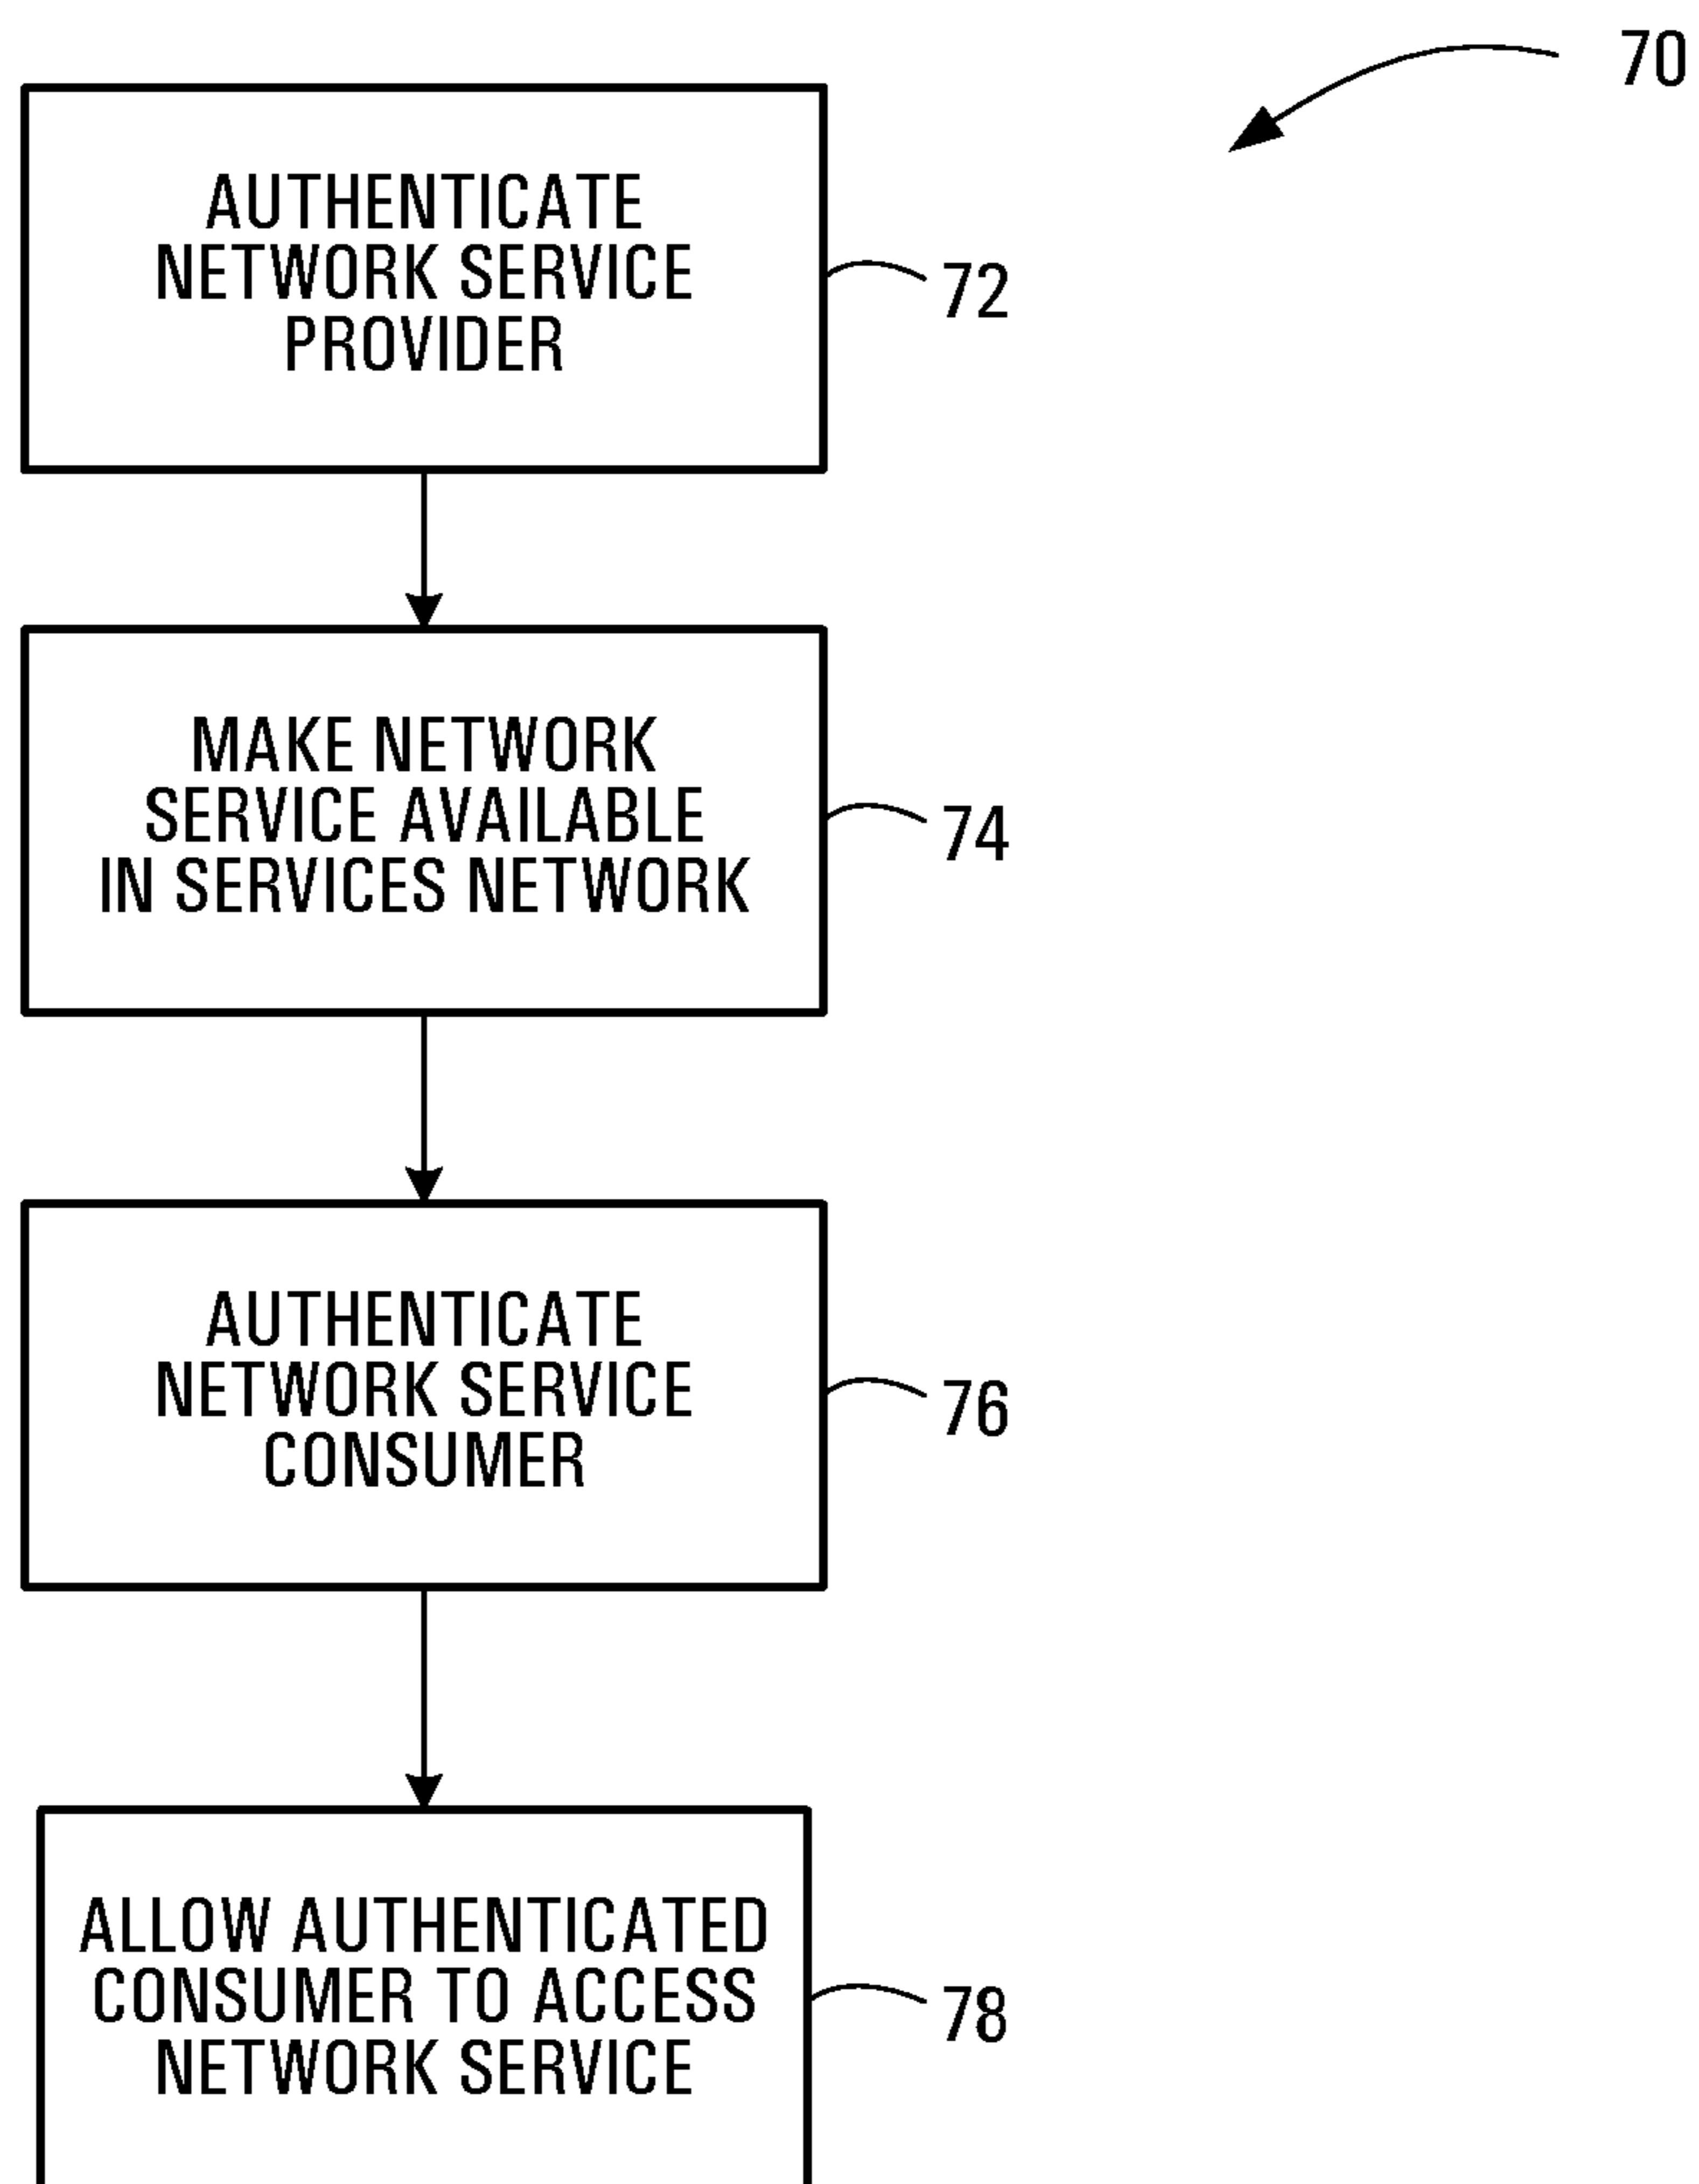 70
AUTHENTICATE
NETWORK SERVICE
PROVIDER
72
MAKE NETWORK
SERVICE AVAILABLE
IN SERVICES NETWORK
74
AUTHENTICATE
NETWORK SERVICE
CONSUMER
76
ALLOW AUTHENTICATED
CONSUMER TO ACCESS
NETWORK SERVICE
78